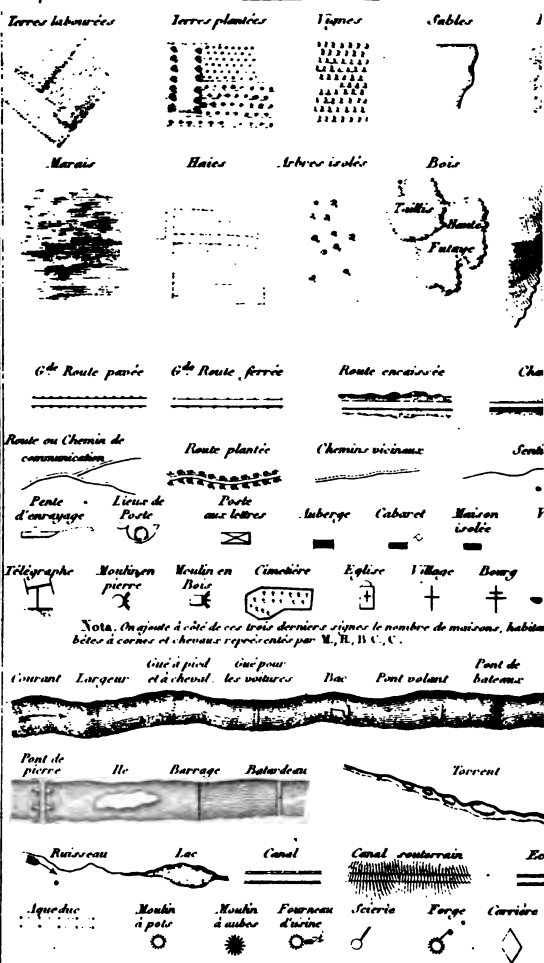 Terres labourées Terres plantées Vignes Sables
Marais Haies Arbres isolés Bois
Taillis
Haute
Futaye
Gde Route pavée Gde Route ferrée Route encaissée Cha
Route ou Chemin de
communication Route plantée Chemins vicinaux Senti
Pente
d'enrayage
Lieux de
Poste
Poste
aux lettres
Auberge Cabaret
Maison
isolée
V
Télégraphe
Moulin en
pierre
Moulin en
Bois
Cimetière Eglise Village Bourg
Nota. On ajoute à côté de ces trois derniers signes le nombre de maisons, habita
bêtes à cornes et chevaux représentés par M., H., B C., C.
Courant Largeur
Gué à pied
et à cheval.
Gué pour
les voitures
Bac Pont volant
Pont de
bateaux
Pont de
pierre
Ile Barrage Batardeau Torrent
Ruisseau Lac Canal Canal souterrain Ec
Aqueduc
Moulin
à pots
Moulin
à aubes
Fourneau
d'usine
Scierie Forge Carrière